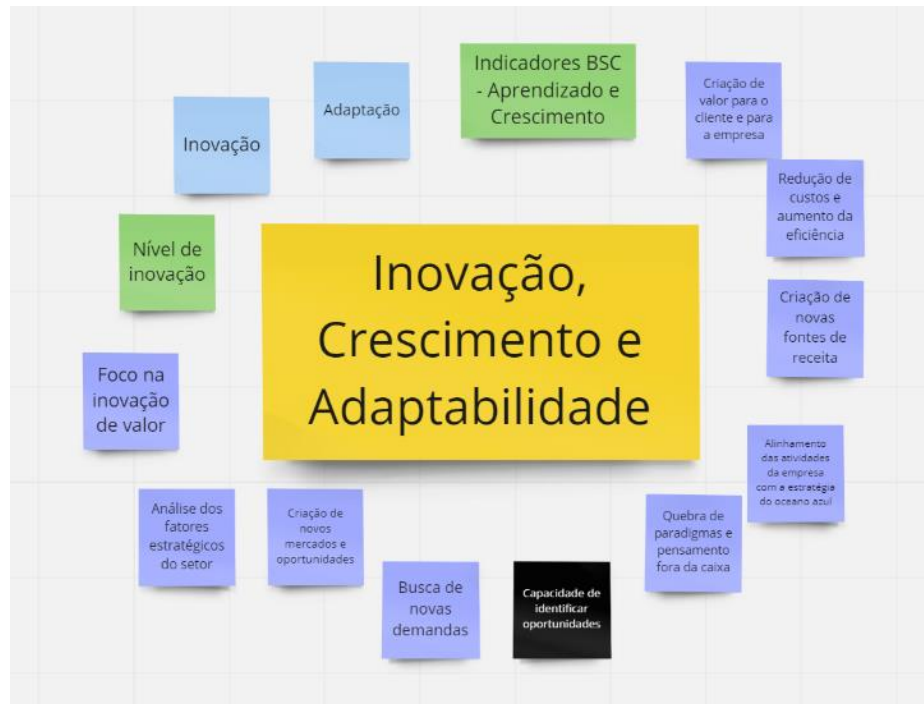 Indicadores BSC
- Aprendizado e
Crescimento
Criação de
valor para o
cliente e para
a empresa
Adaptação
Inovação
Redução de
custos e
aumento da
eficiência
Nível de
inovação
Inovação,
Crescimento e
Adaptabilidade
Criação de
novas
fontes de
receita
Foco na
inovação
de valor
Alinhamento
das atividades
da empresa
com a estratégia
do oceano azul
Análise dos
fatores
estratégicos
do setor
Criação de
novos
mercados e
oportunidades
Quebra de
paradigmas e
pensamento
fora da caixa
Busca de
novas
demandas
Capacidade de
identificar
oportunidades